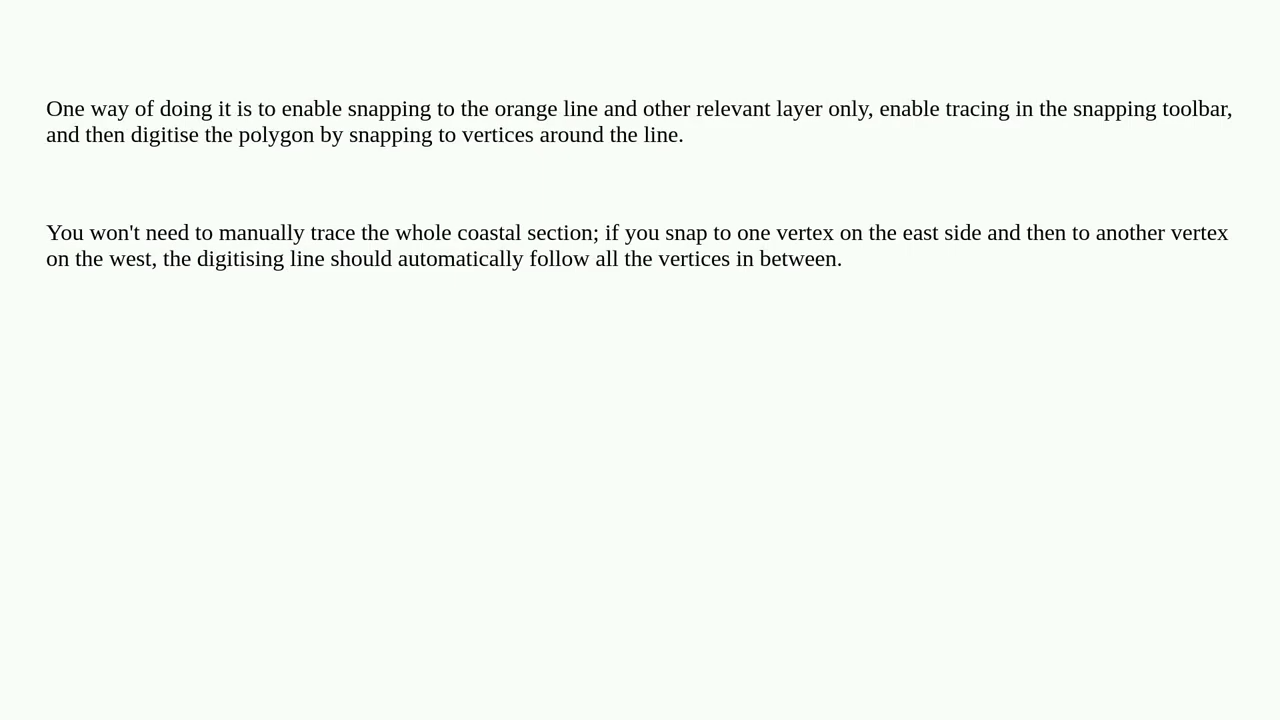 One way of doing it is to enable snapping to the orange line and other relevant layer only, enable tracing in the snapping toolbar,
and then digitise the polygon by snapping to vertices around the line.
You won't need to manually trace the whole coastal section; if you snap to one vertex on the east side and then to another vertex
on the west, the digitising line should automatically follow all the vertices in between.